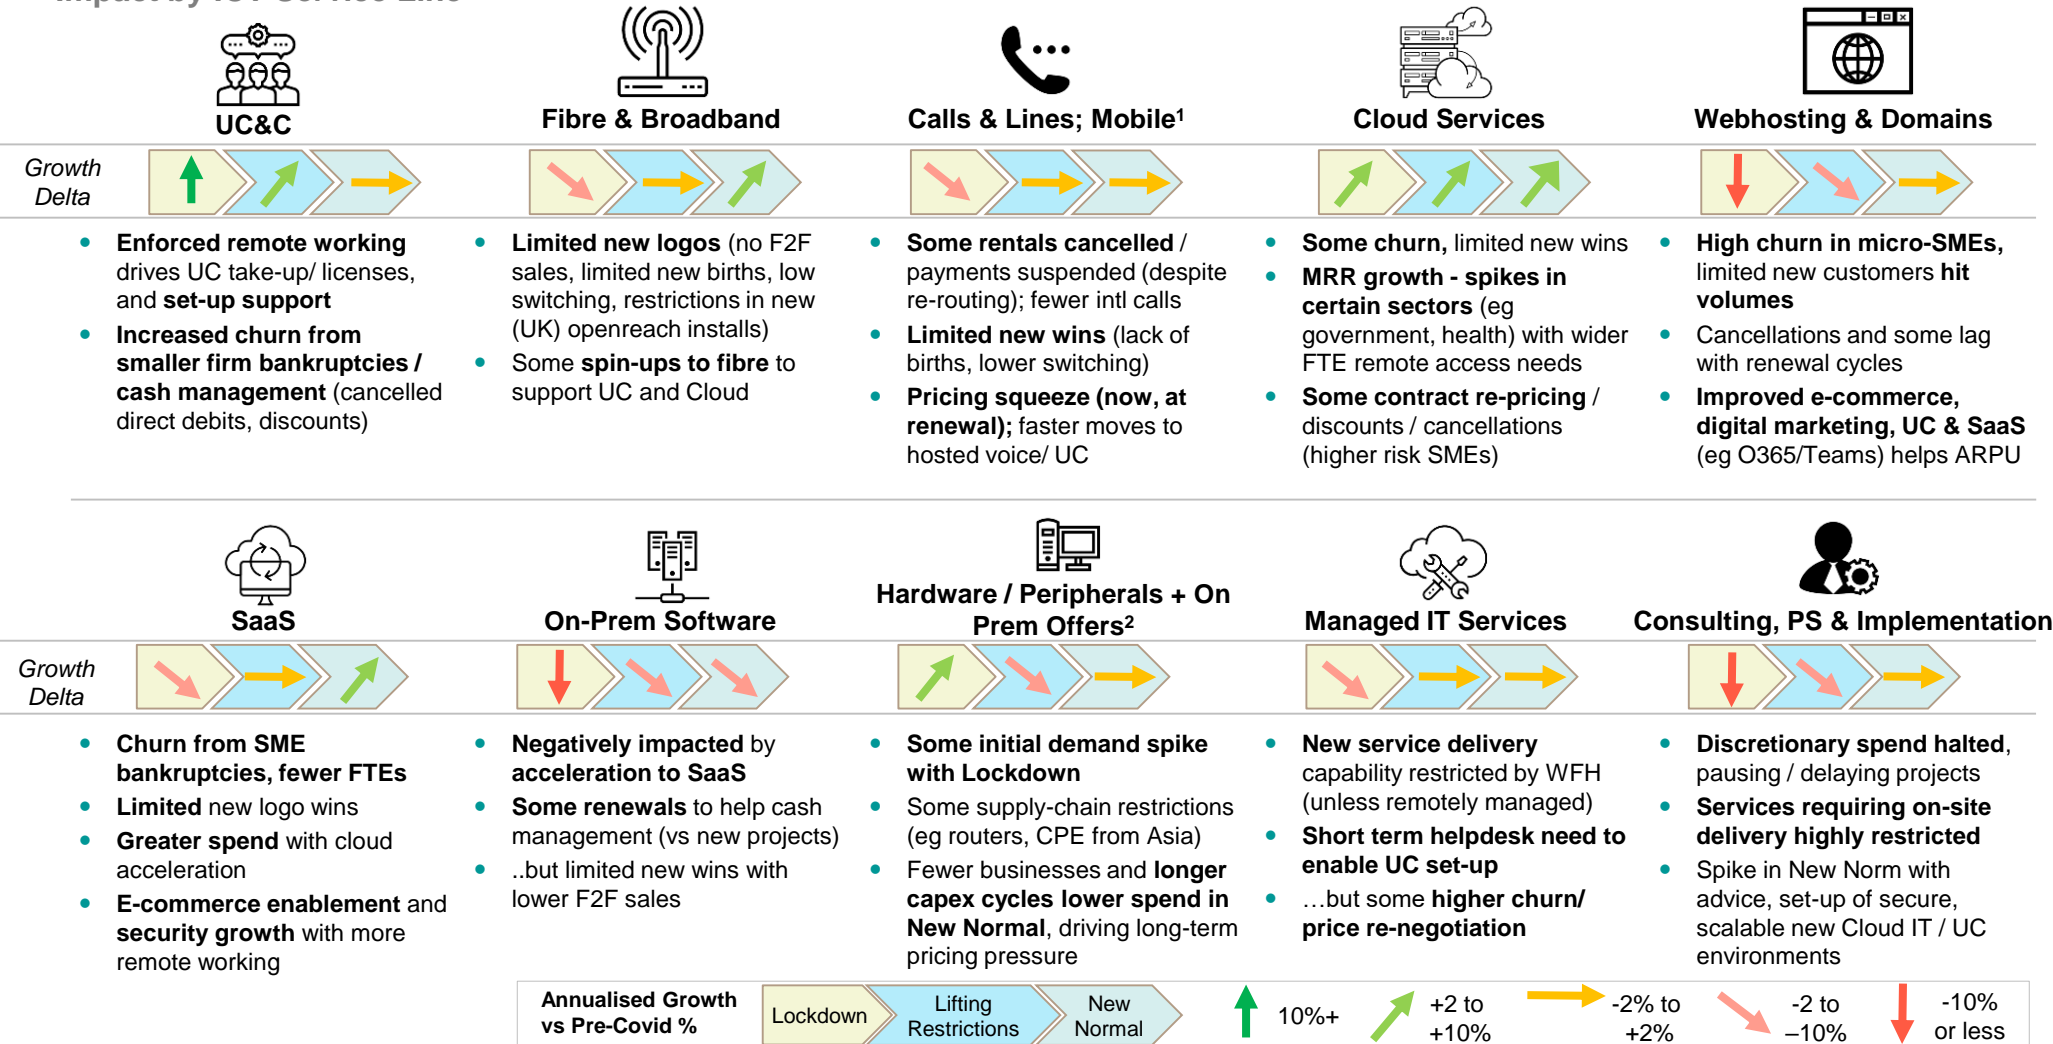 Impact by ICT Service Line
UC&C
Fibre & Broadband
Calls & Lines; Mobile1
Cloud Services
Webhosting & Domains
Growth
Delta
• Enforced remote working
drives UC take-up/ licenses,
and set-up support
• Increased churn from
smaller firm bankruptcies /
cash management (cancelled
direct debits, discounts)
• Limited new logos (no F2F
sales, limited new births, low
switching, restrictions in new
(UK) openreach installs)
• Some spin-ups to fibre to
support UC and Cloud
• Some rentals cancelled /
payments suspended (despite
re-routing); fewer intl calls
• Limited new wins (lack of
births, lower switching)
• Pricing squeeze (now, at
renewal); faster moves to
hosted voice/ UC
• Some churn, limited new wins
• MRR growth - spikes in
certain sectors (eg
government, health) with wider
FTE remote access needs
• Some contract re-pricing /
discounts / cancellations
(higher risk SMEs)
• High churn in micro-SMEs,
limited new customers hit
volumes
• Cancellations and some lag
with renewal cycles
• Improved e-commerce,
digital marketing, UC & SaaS
(eg O365/Teams) helps ARPU
SaaS
On-Prem Software
Hardware / Peripherals + On
Prem Offers2
Managed IT Services
Consulting, PS & Implementation
Growth
Delta
• Churn from SME
bankruptcies, fewer FTEs
• Limited new logo wins
• Greater spend with cloud
acceleration
• E-commerce enablement and
security growth with more
remote working
• Negatively impacted by
acceleration to SaaS
• Some renewals to help cash
management (vs new projects)
• ..but limited new wins with
lower F2F sales
• Some initial demand spike
with Lockdown
• Some supply-chain restrictions
(eg routers, CPE from Asia)
• Fewer businesses and longer
capex cycles lower spend in
New Normal, driving long-term
pricing pressure
• New service delivery
capability restricted by WFH
(unless remotely managed)
• Short term helpdesk need to
enable UC set-up
• …but some higher churn/
price re-negotiation
• Discretionary spend halted,
pausing / delaying projects
• Services requiring on-site
delivery highly restricted
• Spike in New Norm with
advice, set-up of secure,
scalable new Cloud IT / UC
environments
Annualised Growth
vs Pre-Covid %
Lockdown
Lifting
Restrictions
New
Normal
10%+
+2 to
+10%
-2% to
+2%
-2 to
–10%
-10%
or less